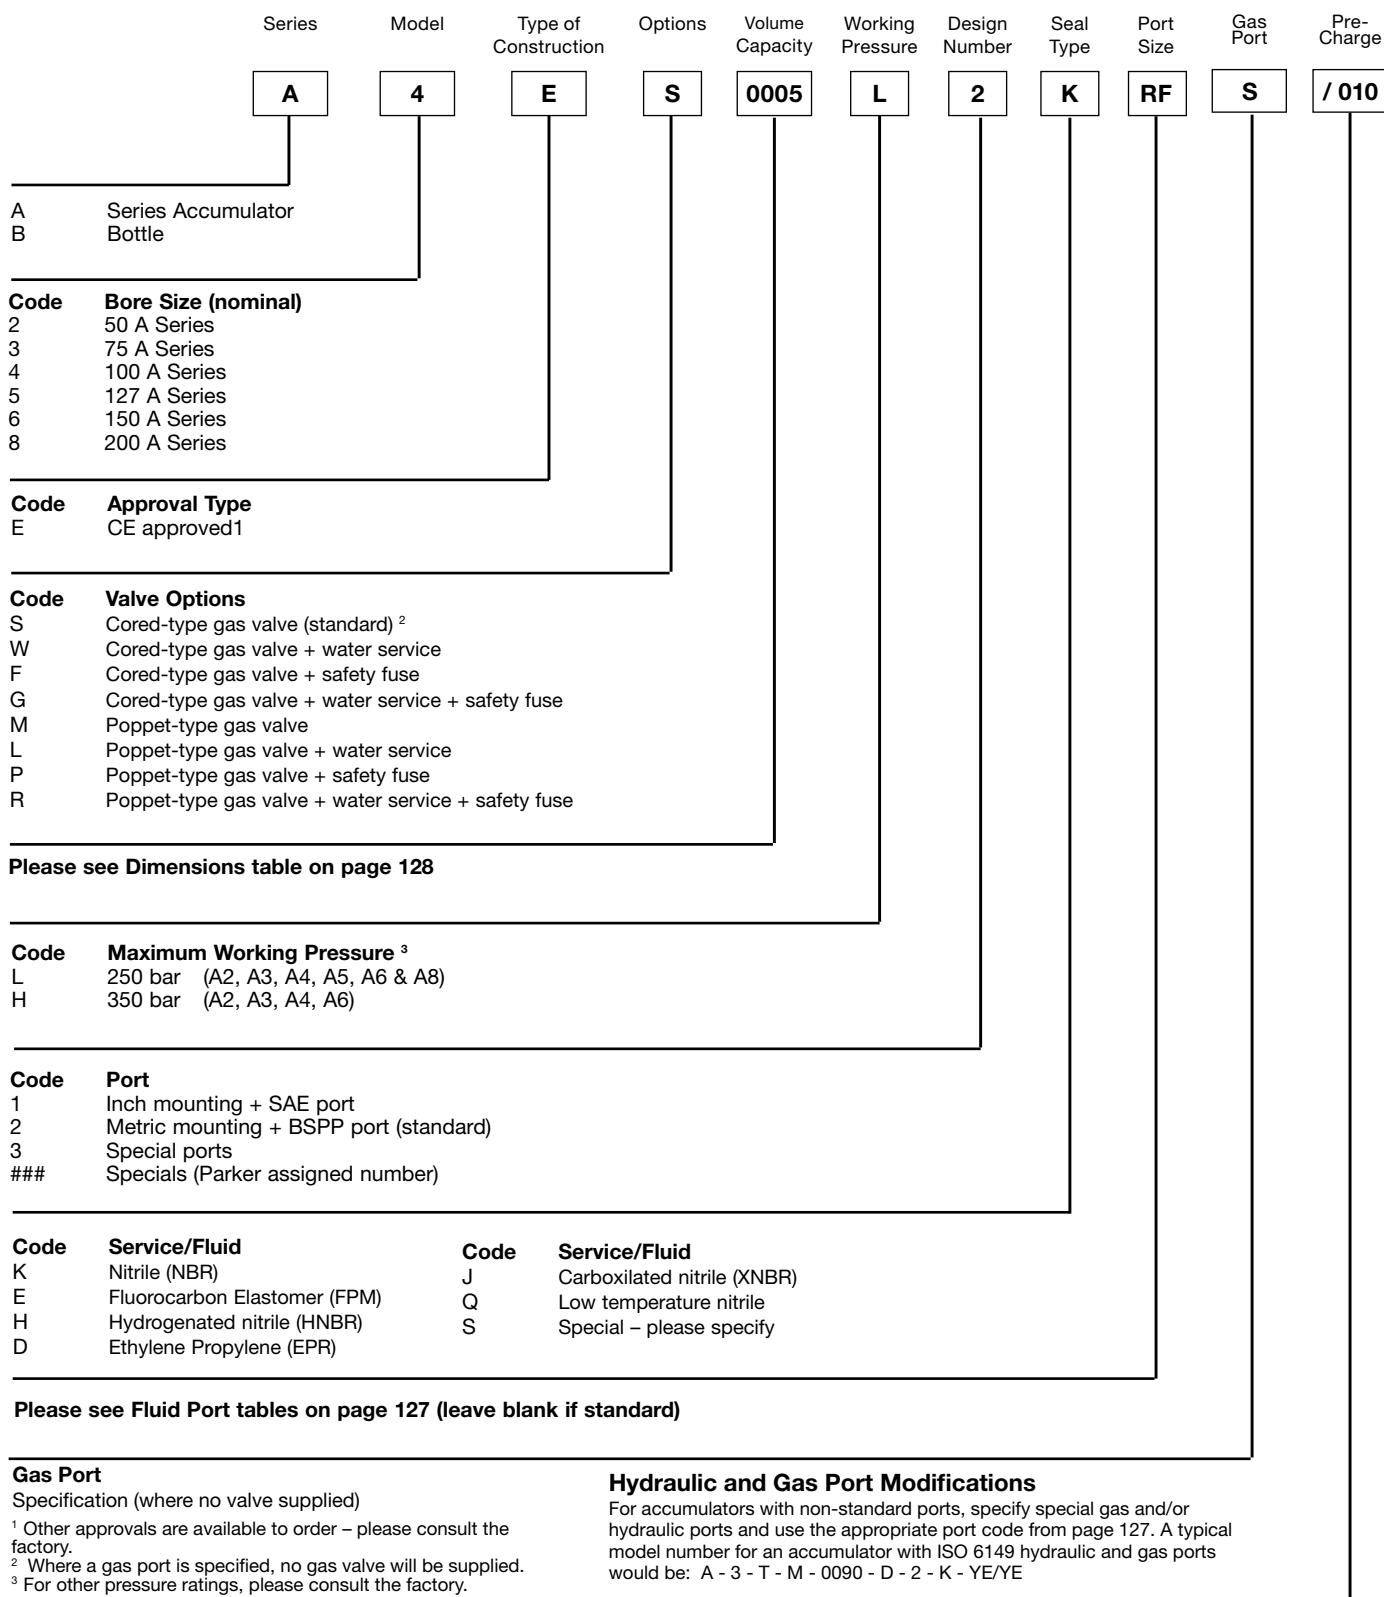 Series Model Type of Construction Options Volume Capacity Working Pressure Design Number Seal Type Port Size Gas Port Pre-Charge
A 4 E S 0005 L 2 K RF S / 010
A Series Accumulator
B Bottle
Code Bore Size (nominal)
2 50 A Series
3 75 A Series
4 100 A Series
5 127 A Series
6 150 A Series
8 200 A Series
Code Approval Type
E CE approved1
Code Valve Options
S Cored-type gas valve (standard) 2
W Cored-type gas valve + water service
F Cored-type gas valve + safety fuse
G Cored-type gas valve + water service + safety fuse
M Poppet-type gas valve
L Poppet-type gas valve + water service
P Poppet-type gas valve + safety fuse
R Poppet-type gas valve + water service + safety fuse
Please see Dimensions table on page 128
Code Maximum Working Pressure 3
L 250 bar (A2, A3, A4, A5, A6 & A8)
H 350 bar (A2, A3, A4, A6)
Code Port
1 Inch mounting + SAE port
2 Metric mounting + BSPP port (standard)
3 Special ports
### Specials (Parker assigned number)
Code Service/Fluid
K Nitrile (NBR)
E Fluorocarbon Elastomer (FPM)
H Hydrogenated nitrile (HNBR)
D Ethylene Propylene (EPR)
Code Service/Fluid
J Carboxilated nitrile (XNBR)
Q Low temperature nitrile
S Special – please specify
Please see Fluid Port tables on page 127 (leave blank if standard)
Gas Port
Specification (where no valve supplied)
1 Other approvals are available to order – please consult the
factory.
2 Where a gas port is specified, no gas valve will be supplied.
3 For other pressure ratings, please consult the factory.
Hydraulic and Gas Port Modifications
For accumulators with non-standard ports, specify special gas and/or
hydraulic ports and use the appropriate port code from page 127. A typical
model number for an accumulator with ISO 6149 hydraulic and gas ports
would be: A - 3 - T - M - 0090 - D - 2 - K - YE/YE